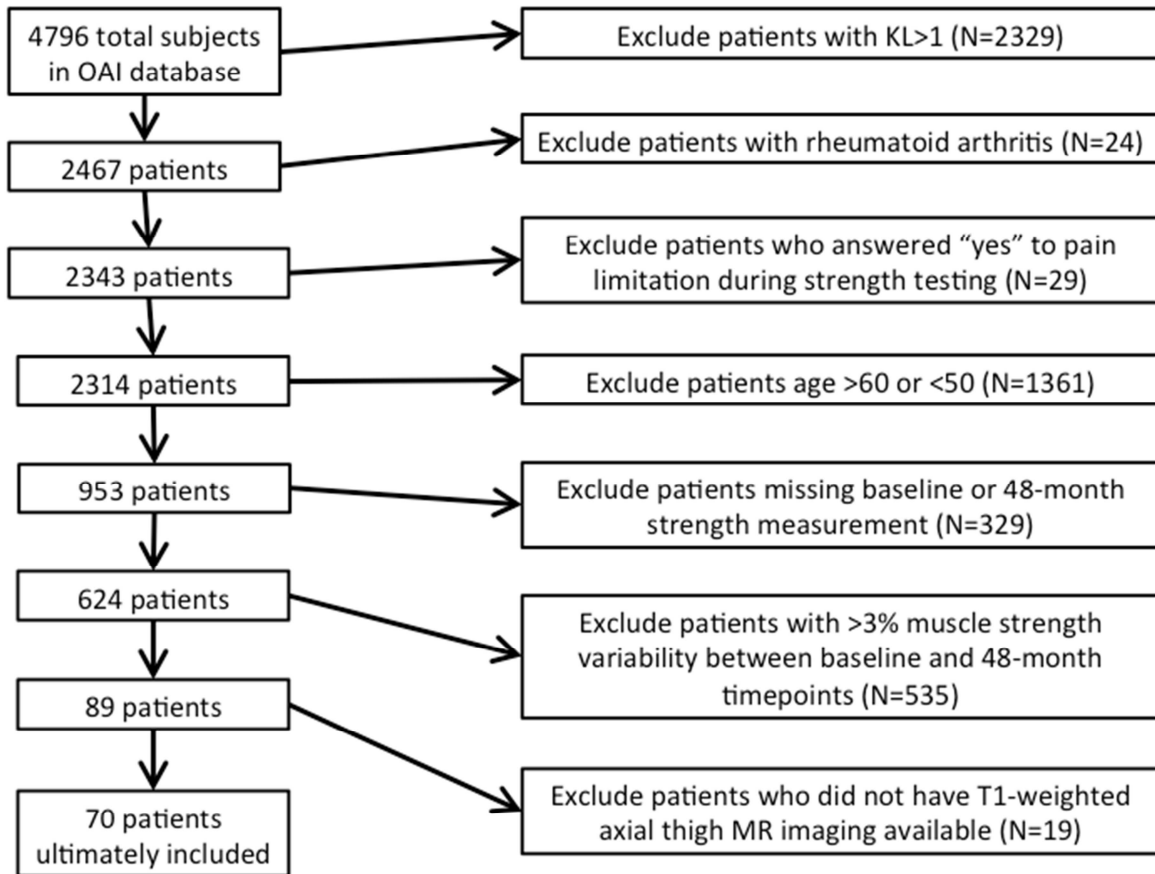 4796 total subjects
in OAI database
Exclude patients with KL>1 (N=2329)
2467 patients
Exclude patients with rheumatoid arthritis (N=24)
2343 patients
Exclude patients who answered “yes” to pain
limitation during strength testing (N=29)
2314 patients
Exclude patients age >60 or <50 (N=1361)
953 patients
Exclude patients missing baseline or 48-month
strength measurement (N=329)
624 patients
Exclude patients with >3% muscle strength
variability between baseline and 48-month
timepoints (N=535)
89 patients
Exclude patients who did not have T1-weighted
axial thigh MR imaging available (N=19)
70 patients
ultimately included